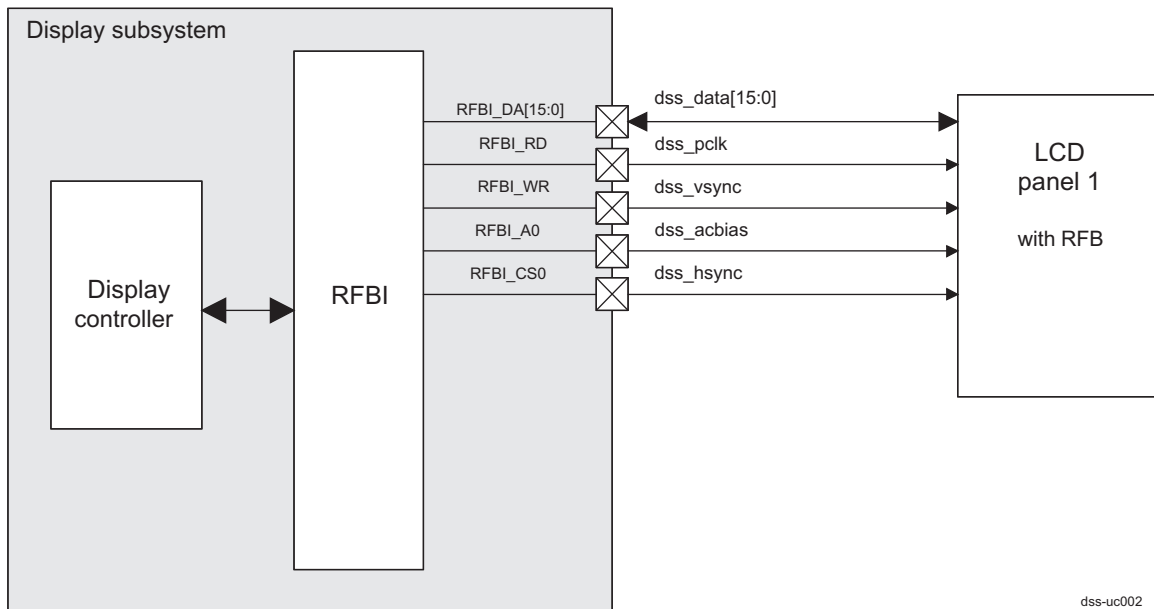 Display subsystem
RFBI_DA[15:0]
dss_data[15:0]
RFBI_RD
dss_pclk
RFBI_WR
dss_vsync
RFBI_A0
dss_acbias
RFBI_CS0
dss_hsync
Display
controller
RFBI
LCD
panel 1
with RFB
dss-uc002